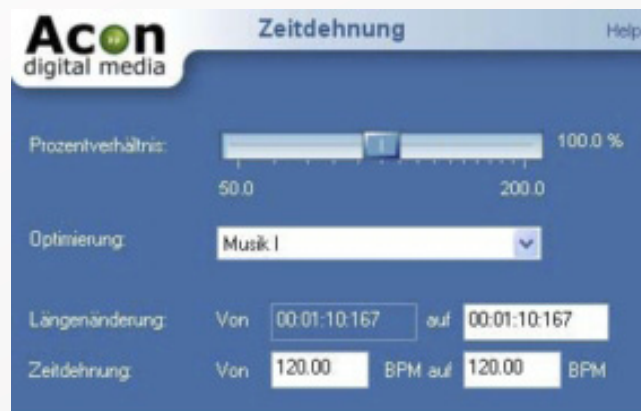 Acon
digital media
Zeitdehnung
Help
Prozentverhältnis:
100.0 %
50.0
200.0
Optimierung:
Musik I
Längenänderung: Von 00:01:10:167 auf 00:01:10:167
Zeitdehnung: Von 120.00 BPM auf 120.00 BPM